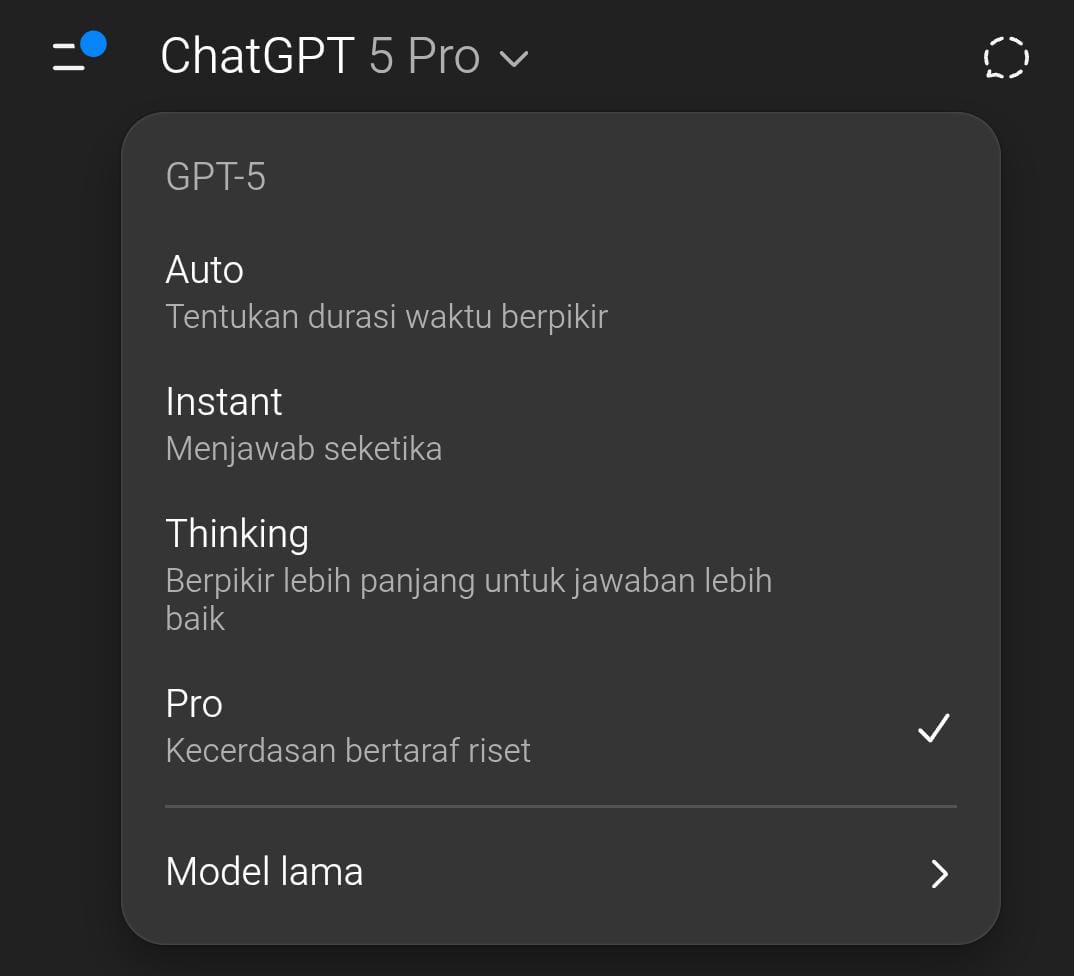 ChatGPT 5 Pro
GPT-5
Auto
Tentukan durasi waktu berpikir
Instant
Menjawab seketika
Thinking
Berpikir lebih panjang untuk jawaban lebih
baik
Pro
Kecerdasan bertaraf riset
Model lama